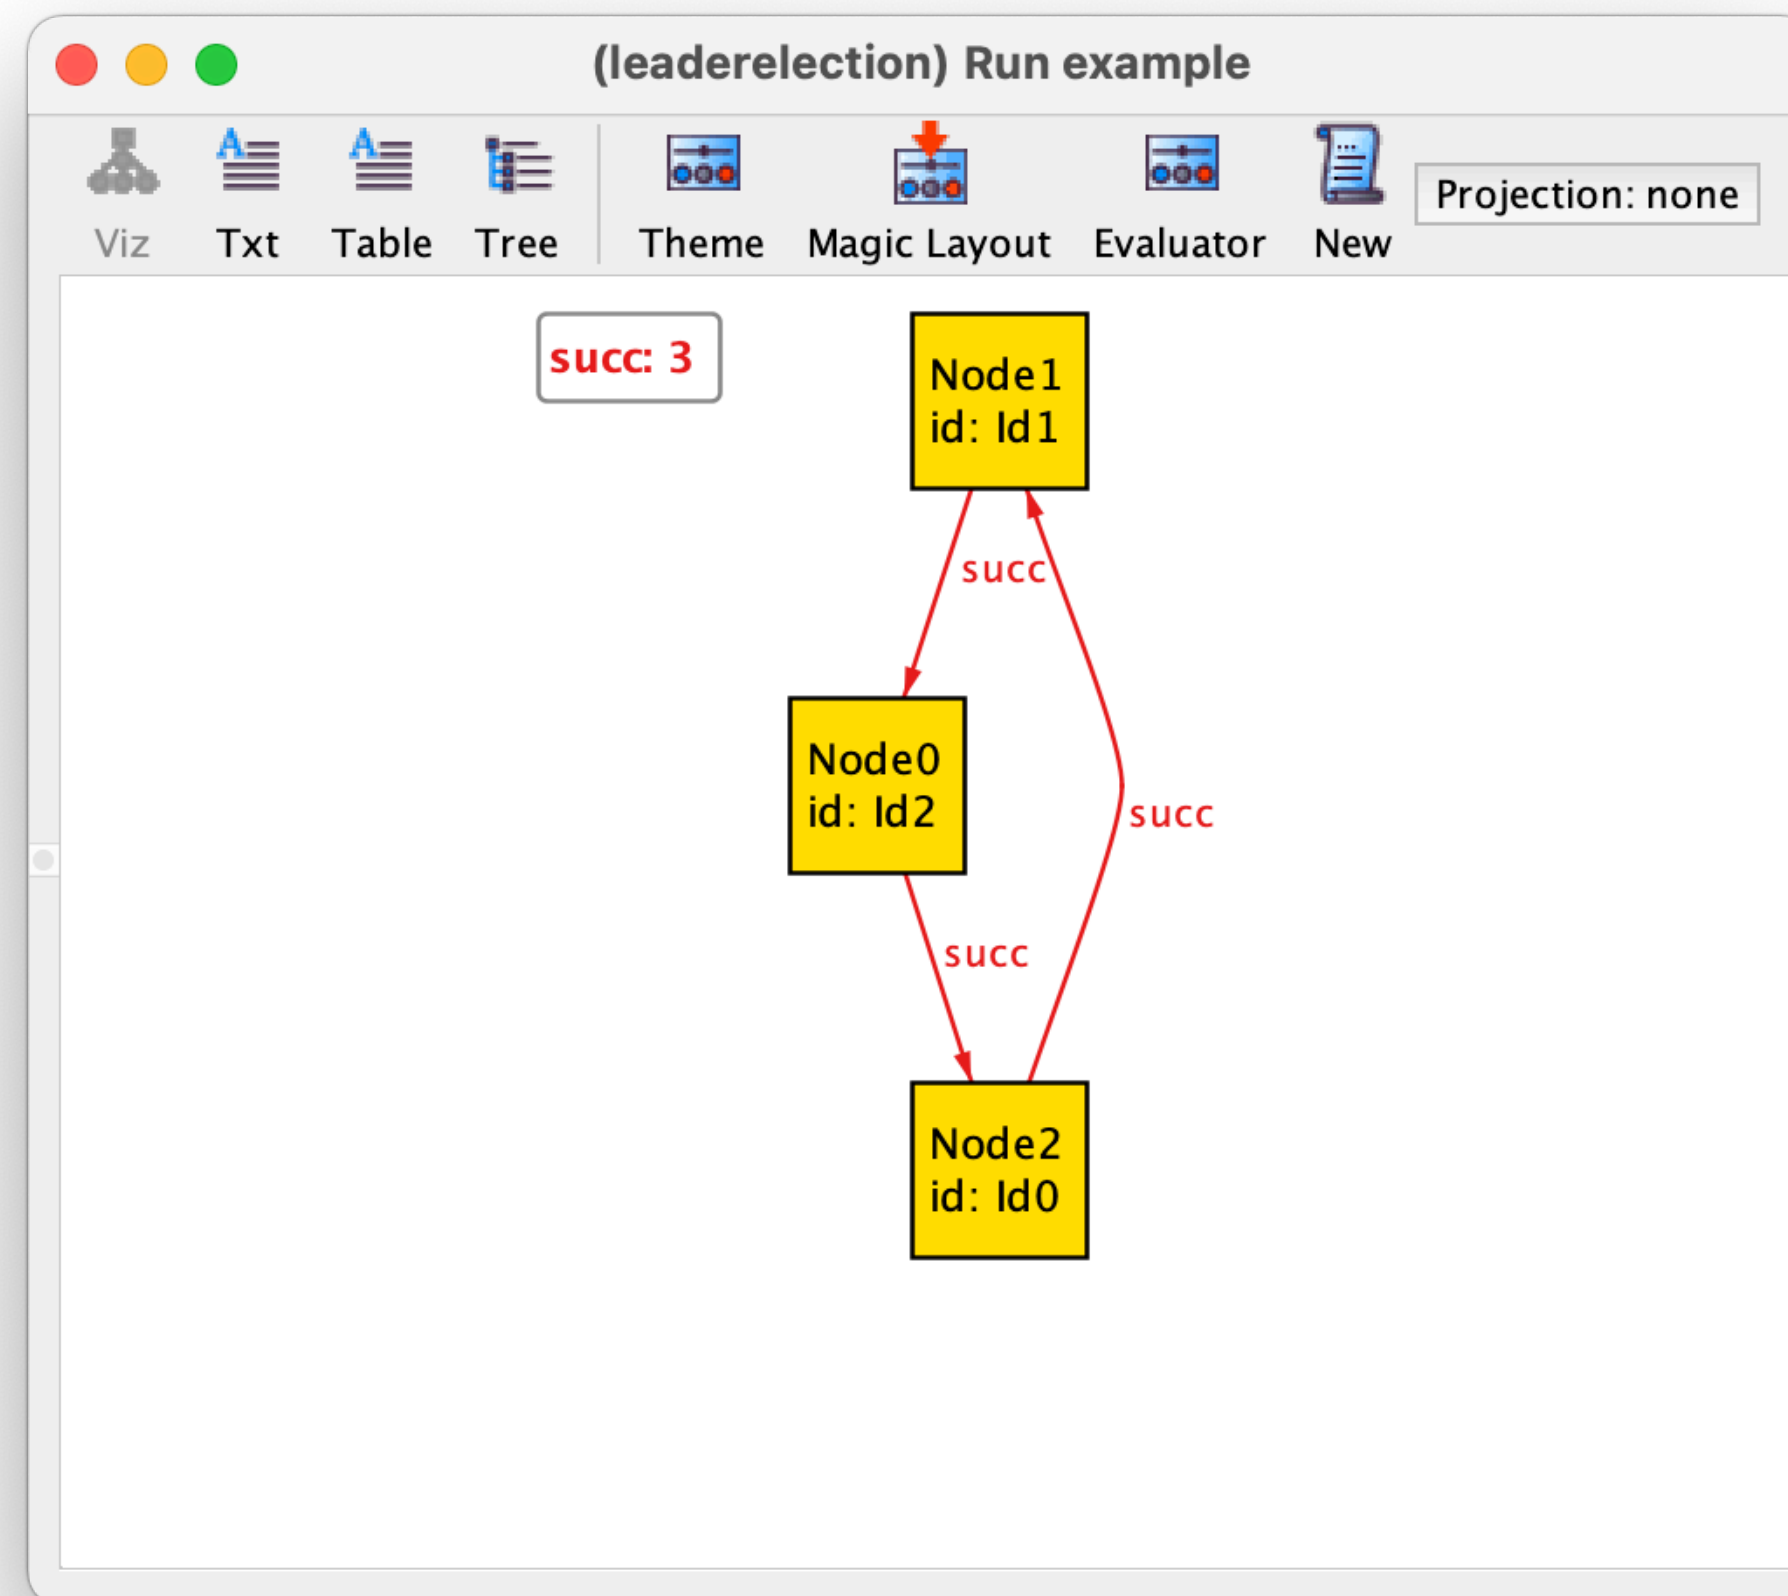 (leaderelection) Run example
Viz Txt Table Tree Theme Magic Layout Evaluator New Projection: none
succ: 3
Node1
id: Id1
succ
Node0
id: Id2
succ
succ
Node2
id: Id0